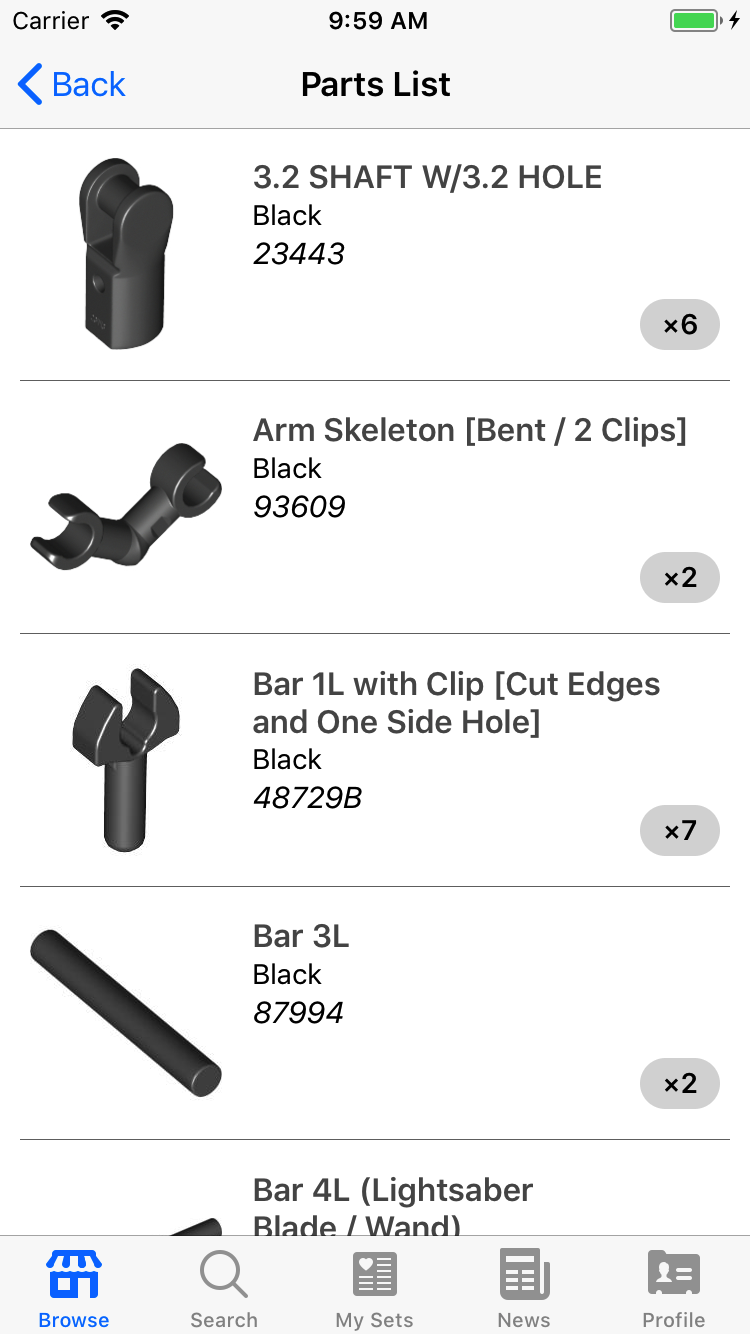 Carrier
9:59 AM
Back
Parts List
3.2 SHAFT W/3.2 HOLE
Black
23443
×6
Arm Skeleton [Bent / 2 Clips]
Black
93609
×2
Bar 1L with Clip [Cut Edges
and One Side Hole]
Black
48729B
×7
Bar 3L
Black
87994
×2
Bar 4L (Lightsaber
Blade / Wand)
Browse
Search
My Sets
News
Profile